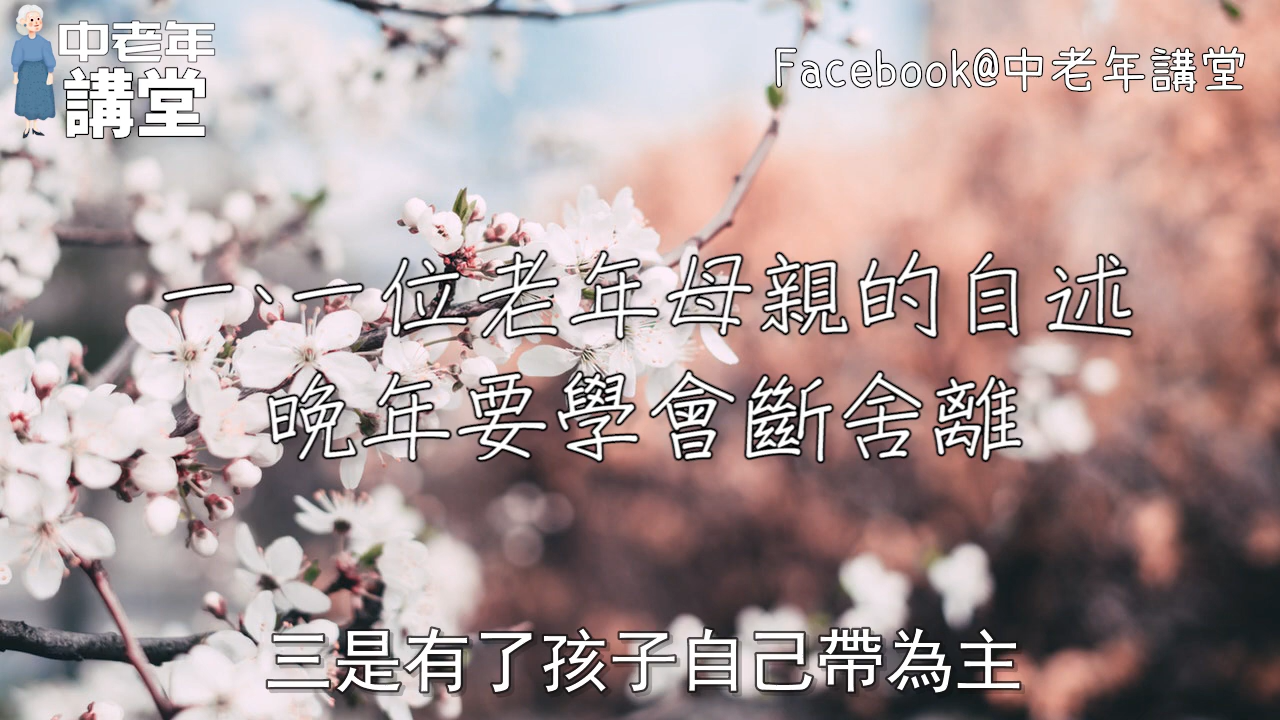 中老年
講堂
Facebook@中老年講堂
一、一位老年母親的自述
晚年要學會斷舍離
三是有了孩子自己帶為主